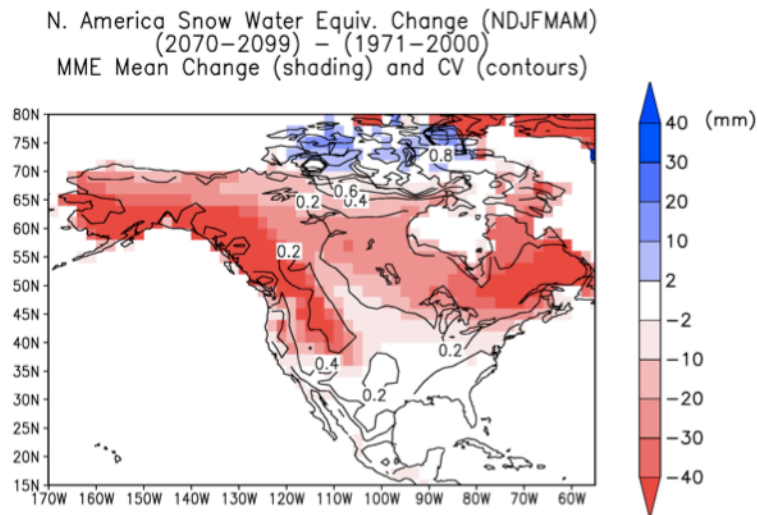 N. America Snow Water Equiv. Change (NDJFMAM)
(2070-2099) - (1971-2000)
MME Mean Change (shading) and CV (contours)
80N
75N
70N
65N
60N
55N
50N
45N
40N
35N
30N
25N
20N
15N
170W 160W 150W 140W 130W 120W 110W 100W 90W 80W 70W 60W
0.8
0.6
0.2 0.4
0.2
0.2
0.4
0.2
40 (mm)
30
20
10
2
-2
-10
-20
-30
-40